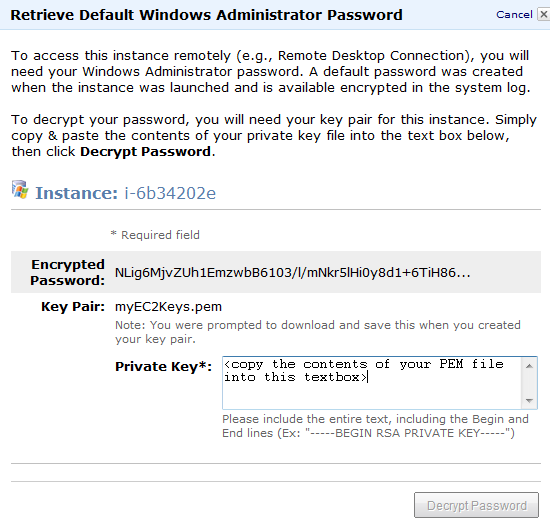 Retrieve Default Windows Administrator Password
Cancel
To access this instance remotely (e.g., Remote Desktop Connection), you will
need your Windows Administrator password. A default password was created
when the instance was launched and is available encrypted in the system log.
To decrypt your password, you will need your key pair for this instance. Simply
copy & paste the contents of your private key file into the text box below,
then click Decrypt Password.
Instance: i-6b34202e
* Required field
Encrypted
Password:
NLig6MjvZUh1EmzwbB6103/l/mNkr5lHi0y8d1+6TiH86...
Key Pair: myEC2Keys.pem
Note: You were prompted to download and save this when you created
your key pair.
Private Key*:
<copy the contents of your PEM file
into this textbox>
Please include the entire text, including the Begin and
End lines (Ex: "-----BEGIN RSA PRIVATE KEY-----")
Decrypt Password